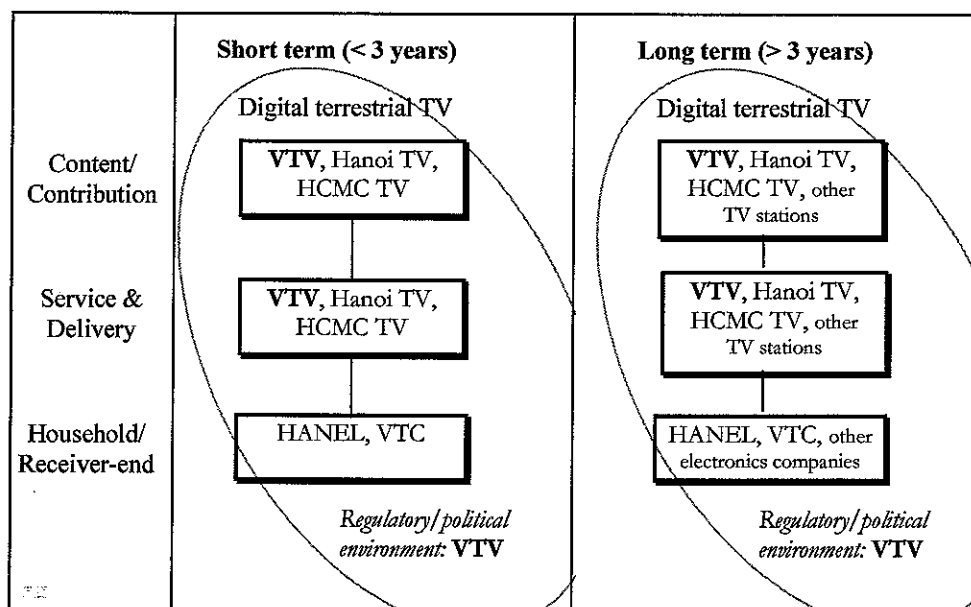 Short term (< 3 years)
Long term (> 3 years)
Digital terrestrial TV
Digital terrestrial TV
Content/
Contribution
VTV, Hanoi TV,
HCMC TV
VTV, Hanoi TV,
HCMC TV, other
TV stations
Service &
Delivery
VTV, Hanoi TV,
HCMC TV
VTV, Hanoi TV,
HCMC TV, other
TV stations
Household/
Receiver-end
HANEL, VTC
HANEL, VTC, other
electronics companies
Regulatory/political
environment: VTV
Regulatory/political
environment: VTV